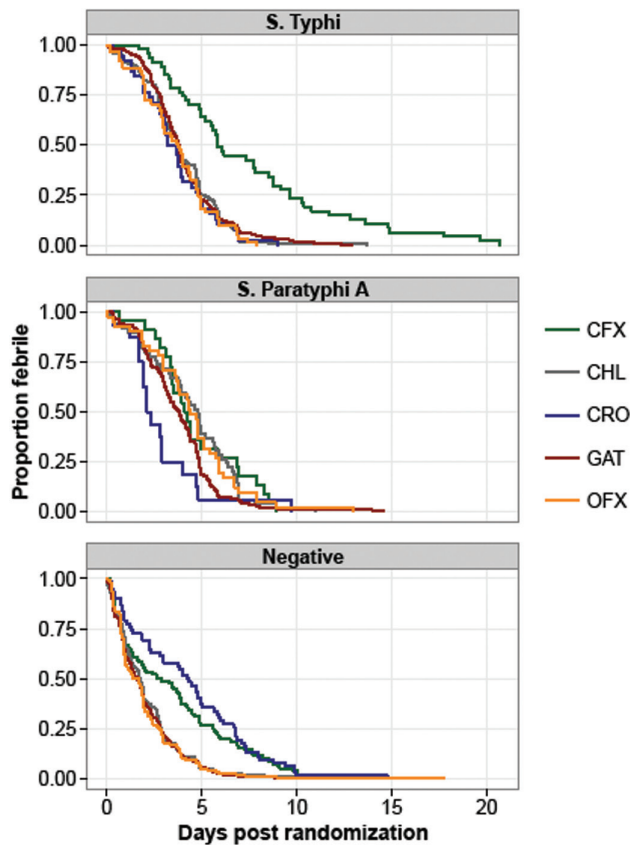 S. Typhi
1.00
0.75
0.50
0.25
0.00
S. Paratyphi A
1.00
0.75
0.50
0.25
0.00
Proportion febrile
CFX
CHL
CRO
GAT
OFX
Negative
1.00
0.75
0.50
0.25
0.00
0 5 10 15 20
Days post randomization